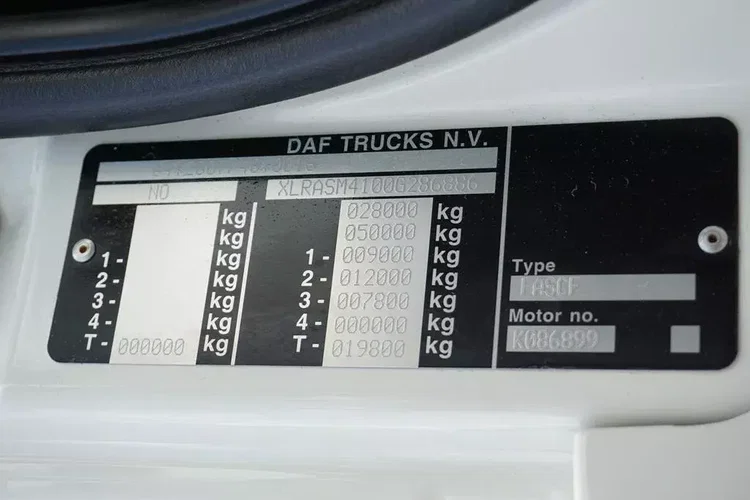 DAF TRUCKS N.V.
NO XLRASM4100G286886
kg 028000 kg
kg 050000 kg
1- kg 1- 009000 kg
2- kg 2- 012000 kg
3- kg 3- 007800 kg
4- kg 4- 000000 kg
T- 000000 kg T- 019800 kg
Type
Motor no.
K086899